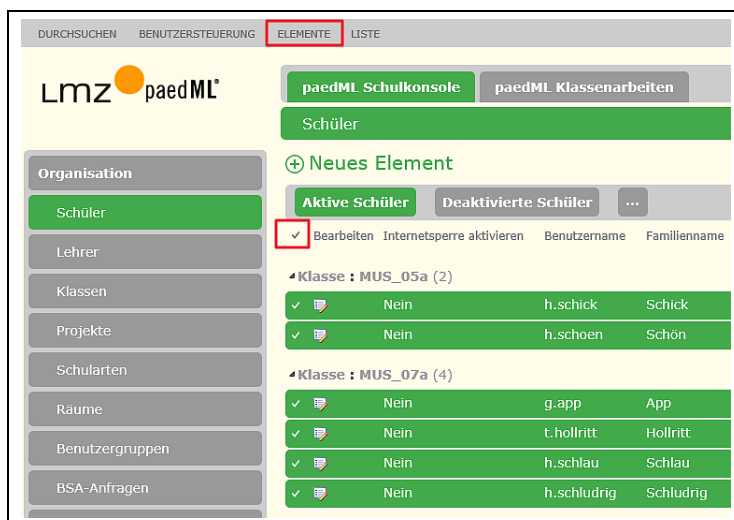 DURCHSUCHEN BENUTZERSTEUERUNG ELEMENTE LISTE
Lmz paedML®
paedML Schulkonsole paedML Klassenarbeiten
Schüler
Neues Element
Organisation
Aktive Schüler Deaktivierte Schüler ...
Schüler
Bearbeiten Internetsperre aktivieren Benutzername Familienname
Lehrer
Klasse : MUS_05a (2)
Klassen
Nein h.schick Schick
Projekte
Nein h.schoen Schön
Schularten
Klasse : MUS_07a (4)
Räume
Nein g.app App
Nein t.hollritt Hollritt
Benutzergruppen
Nein h.schlau Schlau
BSA-Anfragen
Nein h.schludrig Schludrig